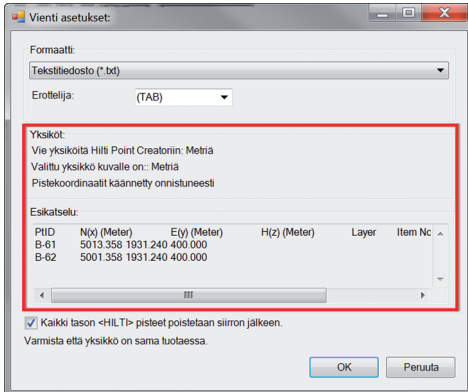 Vienti asetukset:
Formaatti:
Tekstitiedosto (*.txt)
Erottelija: (TAB)
Yksiköt:
Vie yksiköitä Hilti Point Creatoriin: Metriä
Valittu yksikkö kuvalle on:: Metriä
Pistekoordinaatit käännetty onnistuneesti
Esikatselu:
PtID N(x) (Meter) E(y) (Meter) H(z) (Meter) Layer Item No
B-61 5013.358 1931.240 400.000
B-62 5001.358 1931.240 400.000
Kaikki tason <HILTI> pisteet poistetaan siirron jälkeen.
Varmista että yksikkö on sama tuotaessa.
OK Peruuta